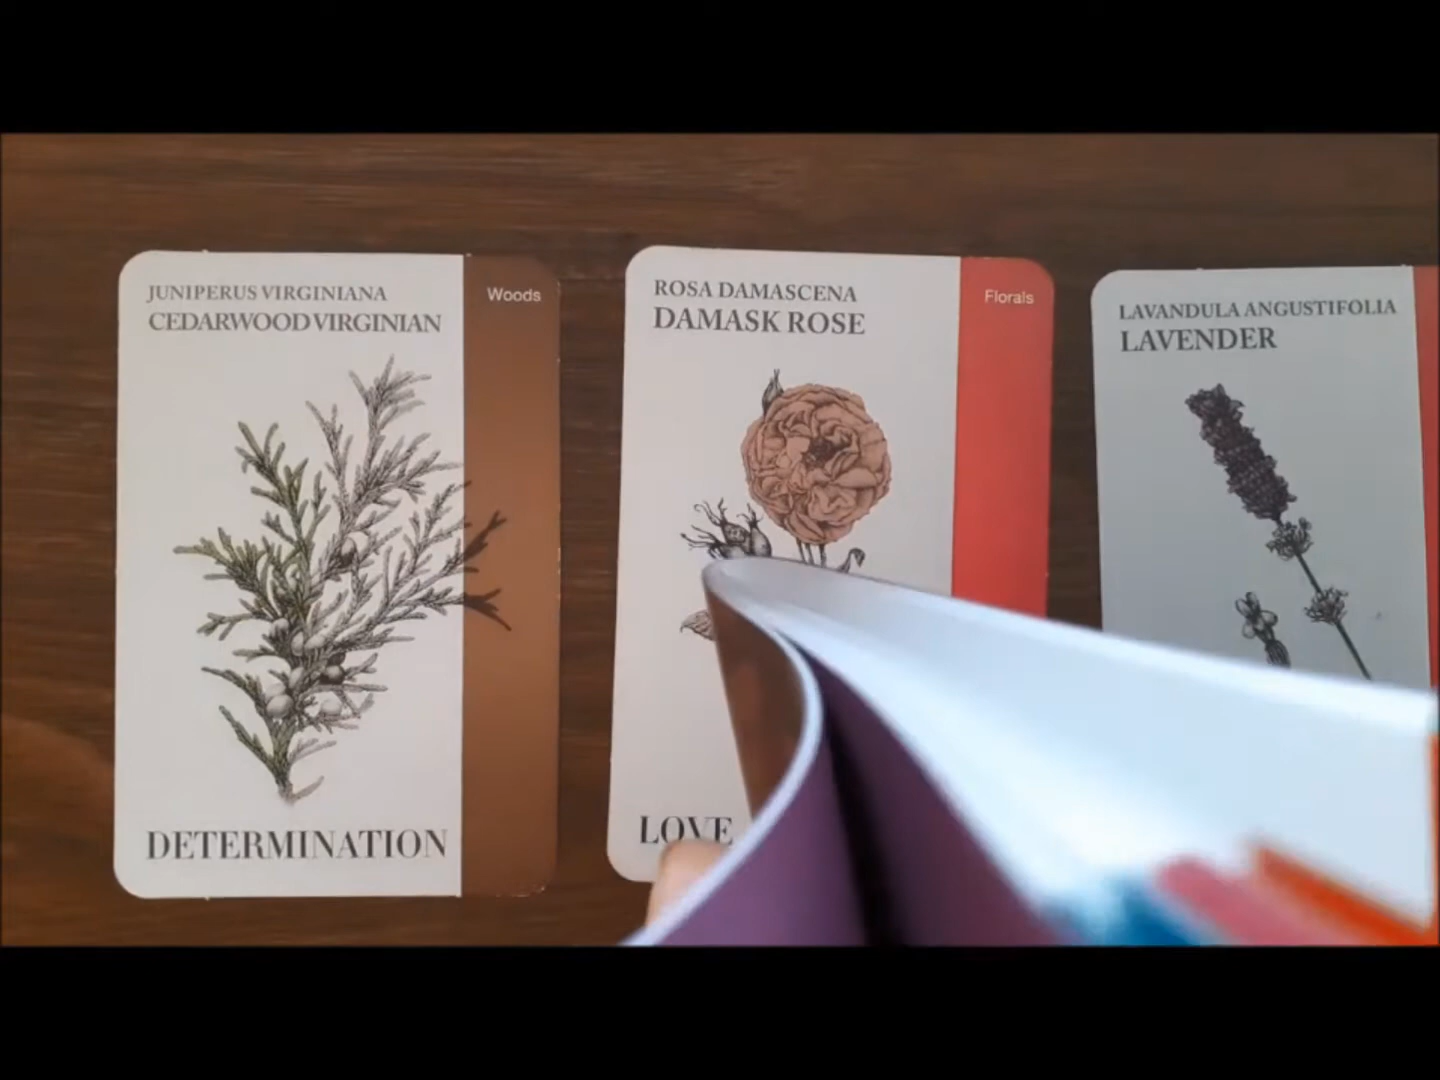 JUNIPERUS VIRGINIANA
CEDARWOOD VIRGINIAN
Woods
DETERMINATION
ROSA DAMASCENA
DAMASK ROSE
Florals
LOVE
LAVANDULA ANGUSTIFOLIA
LAVENDER